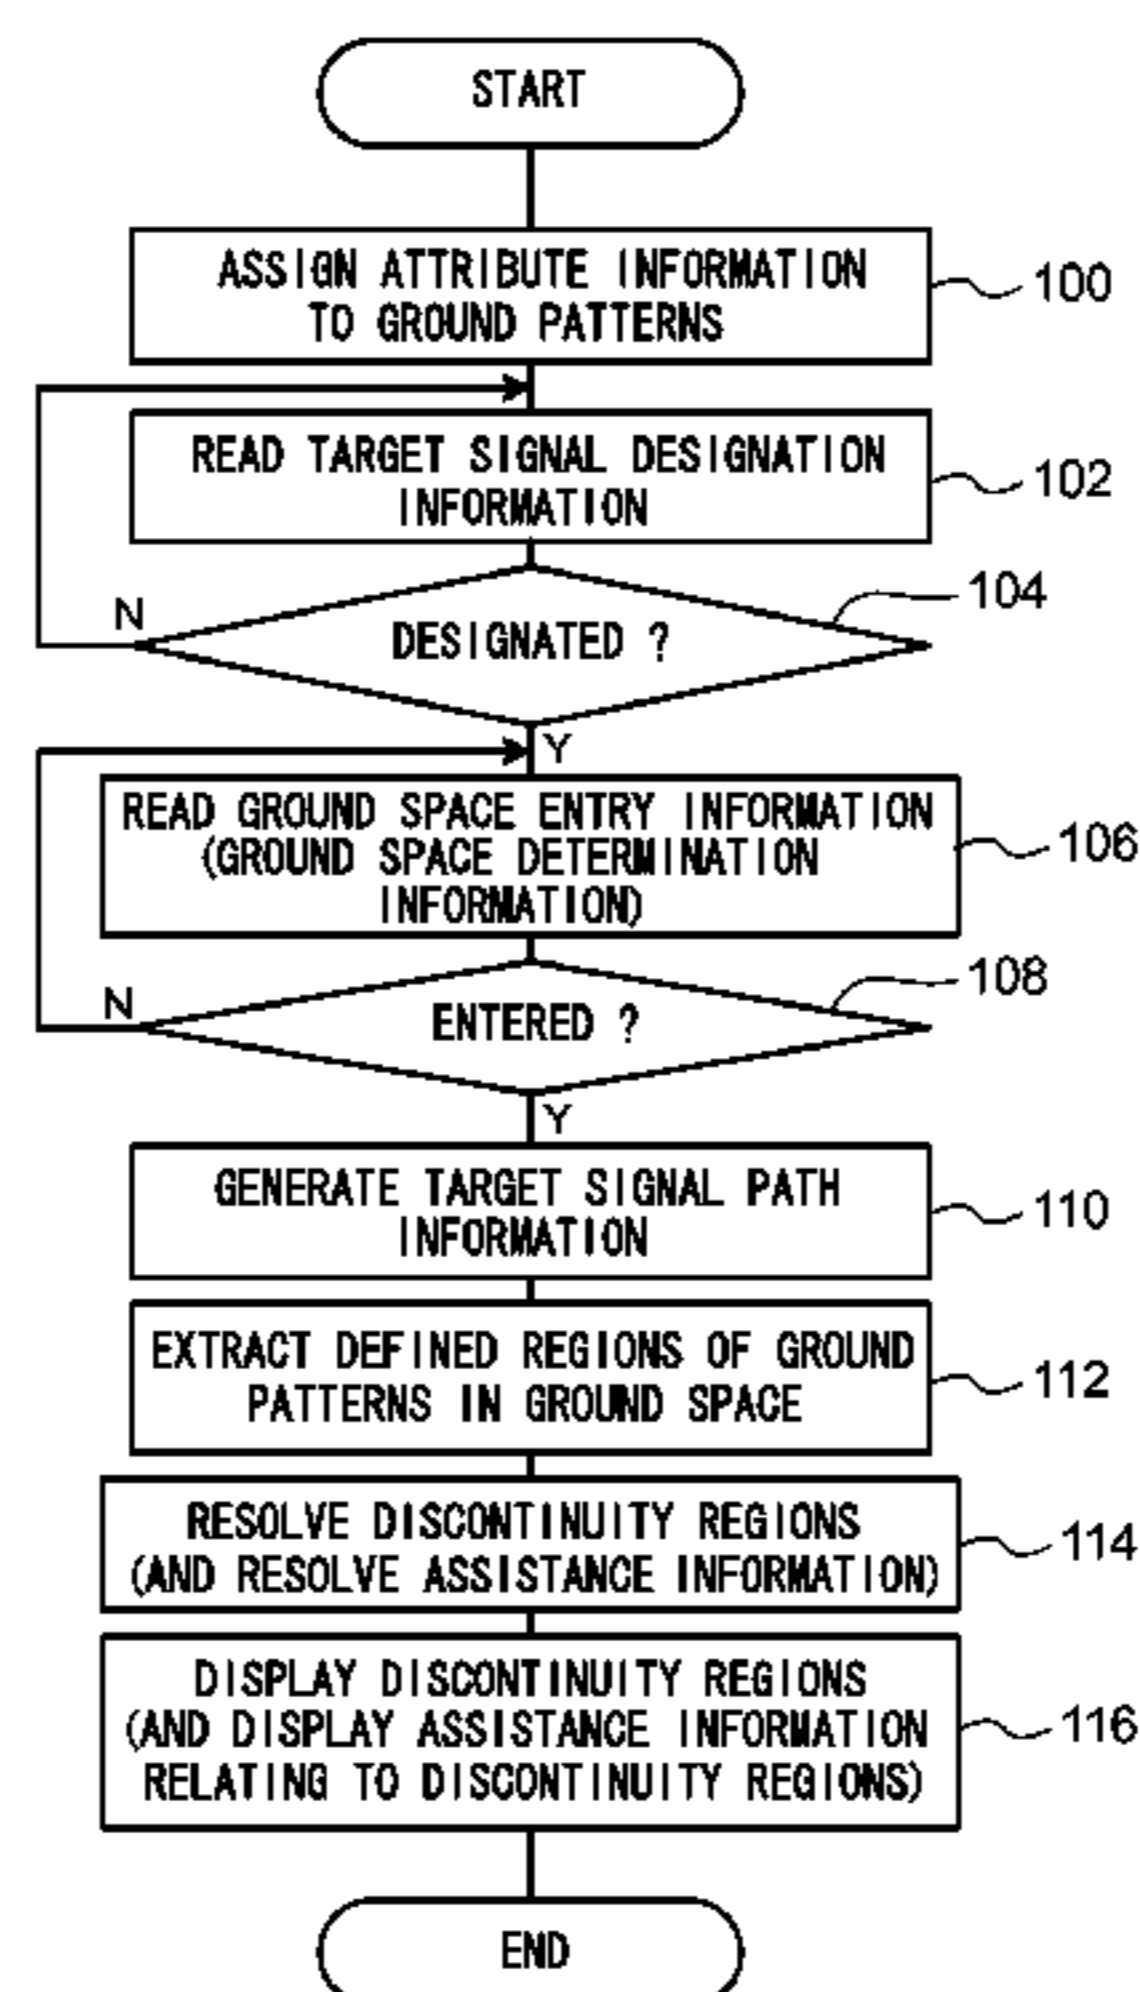 START
ASSIGN ATTRIBUTE INFORMATION
TO GROUND PATTERNS
100
READ TARGET SIGNAL DESIGNATION
INFORMATION
102
104
N
DESIGNATED ?
Y
READ GROUND SPACE ENTRY INFORMATION
(GROUND SPACE DETERMINATION
INFORMATION)
106
108
N
ENTERED ?
Y
GENERATE TARGET SIGNAL PATH
INFORMATION
110
EXTRACT DEFINED REGIONS OF GROUND
PATTERNS IN GROUND SPACE
112
RESOLVE DISCONTINUITY REGIONS
(AND RESOLVE ASSISTANCE INFORMATION)
114
DISPLAY DISCONTINUITY REGIONS
(AND DISPLAY ASSISTANCE INFORMATION
RELATING TO DISCONTINUITY REGIONS)
116
END